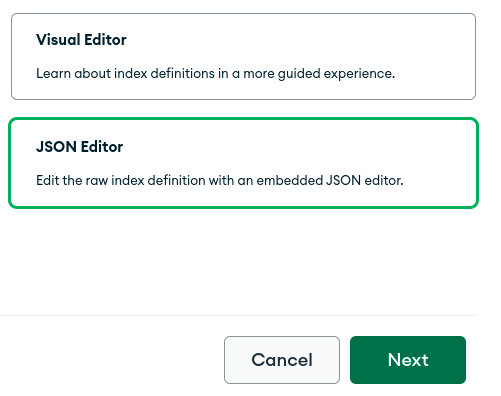 Visual Editor
Learn about index definitions in a more guided experience.
JSON Editor
Edit the raw index definition with an embedded JSON editor.
Cancel Next